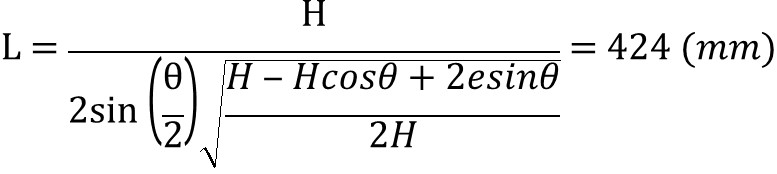 L = H / (2sin(θ/2)√((H − Hcosθ + 2esinθ)/(2H))) = 424 (mm)